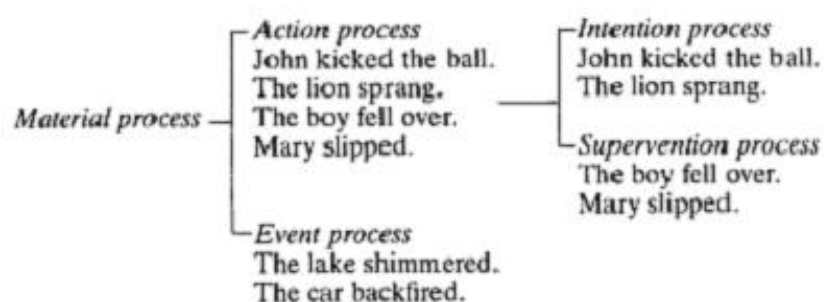 Material process
Action process
John kicked the ball.
The lion sprang.
The boy fell over.
Mary slipped.
Event process
The lake shimmered.
The car backfired.
Intention process
John kicked the ball.
The lion sprang.
Supervention process
The boy fell over.
Mary slipped.